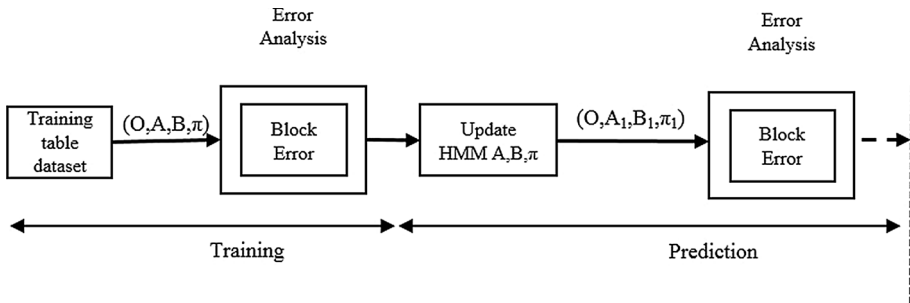 Error
Analysis
Error
Analysis
Training
table
dataset
(O,A,B,π)
Block
Error
Update
HMM A,B,π
(O,A₁,B₁,π₁)
Block
Error
Training
Prediction